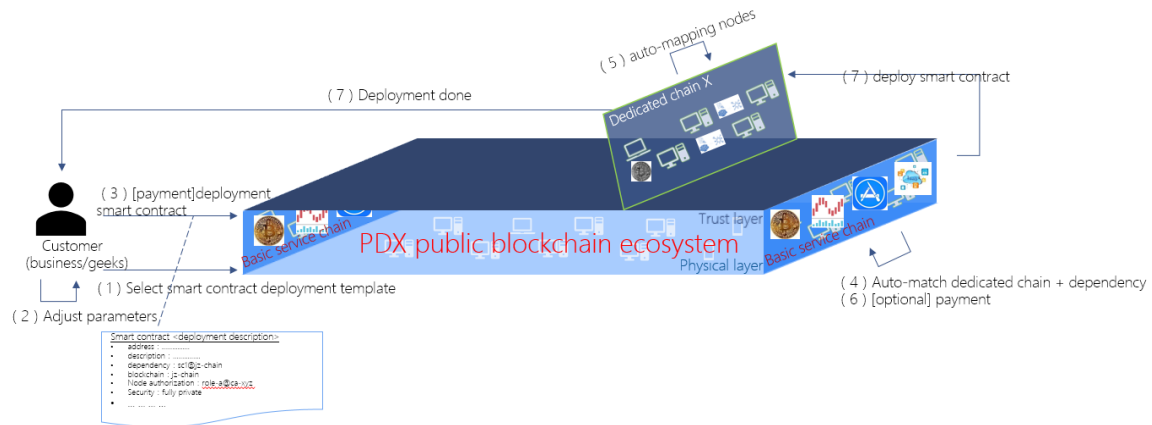 ( 5 ) auto-mapping nodes
( 7 ) deploy smart contract
( 7 ) Deployment done
Dedicated chain X
( 3 ) [payment]deployment
smart contract
Customer
(business/geeks)
Basic service chain
PDX public blockchain ecosystem
Trust layer
Physical layer
Basic service chain
( 1 ) Select smart contract deployment template
( 2 ) Adjust parameters
( 4 ) Auto-match dedicated chain + dependency
( 6 ) [optional] payment
Smart contract <deployment description>
• address : ..............
• description : ..............
• dependency : sc1@jz-chain
• blockchain : jz-chain
• Node authorization : role-a@ca-xyz
• Security : fully private
• ... ... ... ...